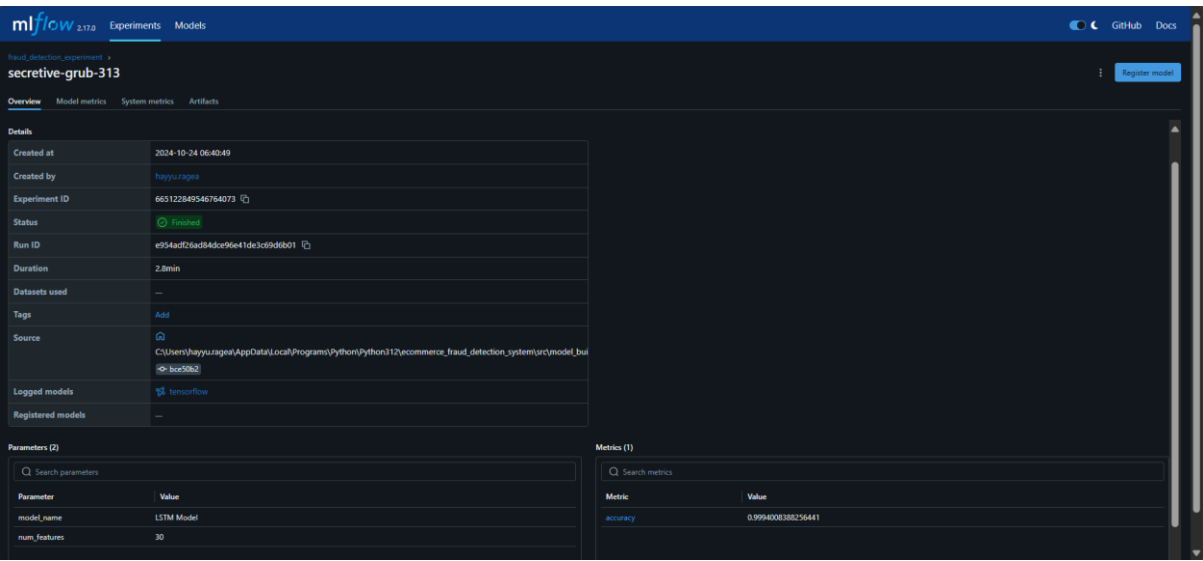 mlflow 2.17.0 Experiments Models GitHub Docs
fraud_detection_experiment >
secretive-grub-313
Register model
Overview Model metrics System metrics Artifacts
Details
Created at 2024-10-24 06:40:49
Created by hayyu.ragea
Experiment ID 665122849546764073
Status Finished
Run ID e954adf26ad84dce96e41de3c69d6b01
Duration 2.8min
Datasets used —
Tags Add
Source
C:\Users\hayyu.ragea\AppData\Local\Programs\Python\Python312\ecommerce_fraud_detection_system\src\model_bui
bce50b2
Logged models tensorflow
Registered models —
Parameters (2)
Search parameters
Parameter Value
model_name LSTM Model
num_features 30
Metrics (1)
Search metrics
Metric Value
accuracy 0.9994008388256441